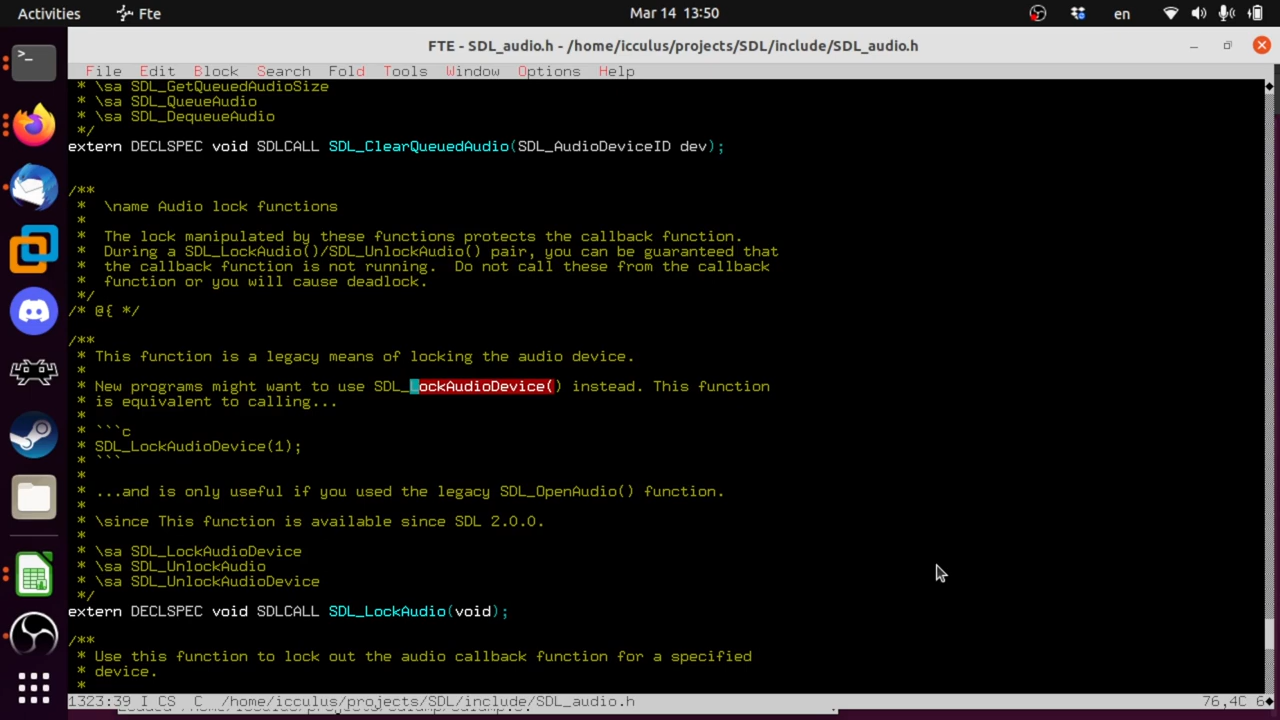 Activities Fte Mar 14 13:50 en
FTE - SDL_audio.h - /home/icculus/projects/SDL/include/SDL_audio.h
File Edit Block Search Fold Tools Window Options Help
* \sa SDL_GetQueuedAudioSize
* \sa SDL_QueueAudio
* \sa SDL_DequeueAudio
*/
extern DECLSPEC void SDLCALL SDL_ClearQueuedAudio(SDL_AudioDeviceID dev);
/**
*  \name Audio lock functions
*
*  The lock manipulated by these functions protects the callback function.
*  During a SDL_LockAudio()/SDL_UnlockAudio() pair, you can be guaranteed that
*  the callback function is not running.  Do not call these from the callback
*  function or you will cause deadlock.
*/
/* @{ */
/**
* This function is a legacy means of locking the audio device.
*
* New programs might want to use SDL_LockAudioDevice() instead. This function
* is equivalent to calling...
*
* ```c
* SDL_LockAudioDevice(1);
* ```
*
* ...and is only useful if you used the legacy SDL_OpenAudio() function.
*
* \since This function is available since SDL 2.0.0.
*
* \sa SDL_LockAudioDevice
* \sa SDL_UnlockAudio
* \sa SDL_UnlockAudioDevice
*/
extern DECLSPEC void SDLCALL SDL_LockAudio(void);
/**
* Use this function to lock out the audio callback function for a specified
* device.
*
1323:39 I CS  C  /home/icculus/projects/SDL/include/SDL_audio.h 76,4C 6